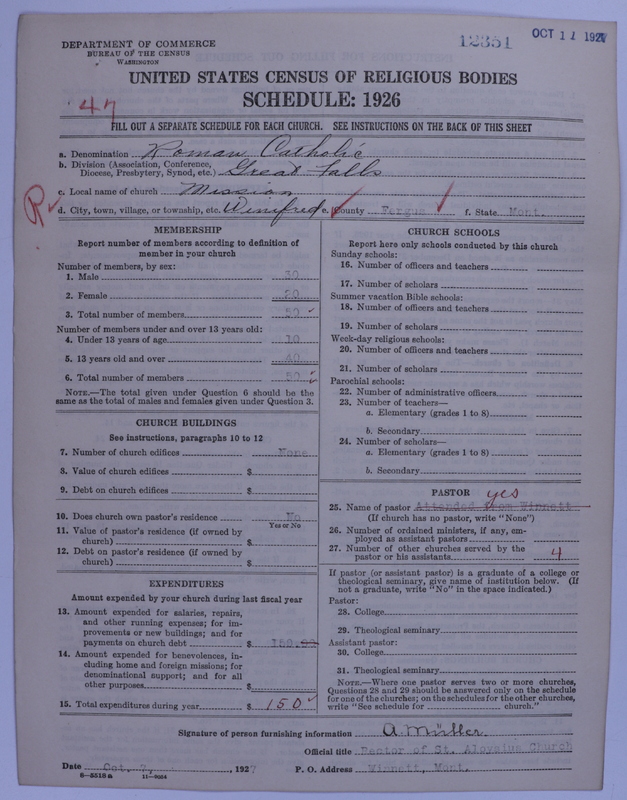 DEPARTMENT OF COMMERCE
BUREAU OF THE CENSUS
WASHINGTON
12351
OCT 11 1927
UNITED STATES CENSUS OF RELIGIOUS BODIES
SCHEDULE: 1926
47
FILL OUT A SEPARATE SCHEDULE FOR EACH CHURCH. SEE INSTRUCTIONS ON THE BACK OF THIS SHEET
a. Denomination Roman Catholic
b. Division (Association, Conference, Diocese, Presbytery, Synod, etc.) Great Falls
c. Local name of church Mission
R
d. City, town, village, or township, etc. Winifred e. County Fergus f. State Mont.
MEMBERSHIP
Report number of members according to definition of
member in your church
Number of members, by sex:
1. Male 30
2. Female 20
3. Total number of members 50
Number of members under and over 13 years old:
4. Under 13 years of age 10
5. 13 years old and over 40
6. Total number of members 50
NOTE.—The total given under Question 6 should be
same as the total of males and females given under Question 3.
CHURCH BUILDINGS
See instructions, paragraphs 10 to 12
7. Number of church edifices None
8. Value of church edifices $
9. Debt on church edifices $
10. Does church own pastor's residence No
Yes or No
11. Value of pastor's residence (if owned by
church) $
12. Debt on pastor's residence (if owned by
church) $
EXPENDITURES
Amount expended by your church during last fiscal year
13. Amount expended for salaries, repairs,
and other running expenses; for im-
provements or new buildings; and for
payments on church debt $ 150.00
14. Amount expended for benevolences, in-
cluding home and foreign missions; for
denominational support; and for all
other purposes $
15. Total expenditures during year $ 150
CHURCH SCHOOLS
Report here only schools conducted by this church
Sunday schools:
16. Number of officers and teachers
17. Number of scholars
Summer vacation Bible schools:
18. Number of officers and teachers
19. Number of scholars
Week-day religious schools:
20. Number of officers and teachers
21. Number of scholars
Parochial schools:
22. Number of administrative officers
23. Number of teachers—
a. Elementary (grades 1 to 8)
b. Secondary
24. Number of scholars—
a. Elementary (grades 1 to 8)
b. Secondary
PASTOR yes
25. Name of pastor Attended from Winnett
(If church has no pastor, write "None")
26. Number of ordained ministers, if any, em-
ployed as assistant pastors
27. Number of other churches served by the
pastor or his assistants 4
If pastor (or assistant pastor) is a graduate of a college or
theological seminary, give name of institution below. (If
not a graduate, write "No" in the space indicated.)
Pastor:
28. College
29. Theological seminary
Assistant pastor:
30. College
31. Theological seminary
NOTE.—Where one pastor serves two or more churches,
Questions 28 and 29 should be answered only on the schedule
for one of the churches; on the schedules for the other churches,
write "See schedule for church."
Signature of person furnishing information A. Müller.
Official title Rector of St. Aloysius Church
Date Oct. 7, 1927 P. O. Address Winnett, Mont.
8—5518a 11—9054